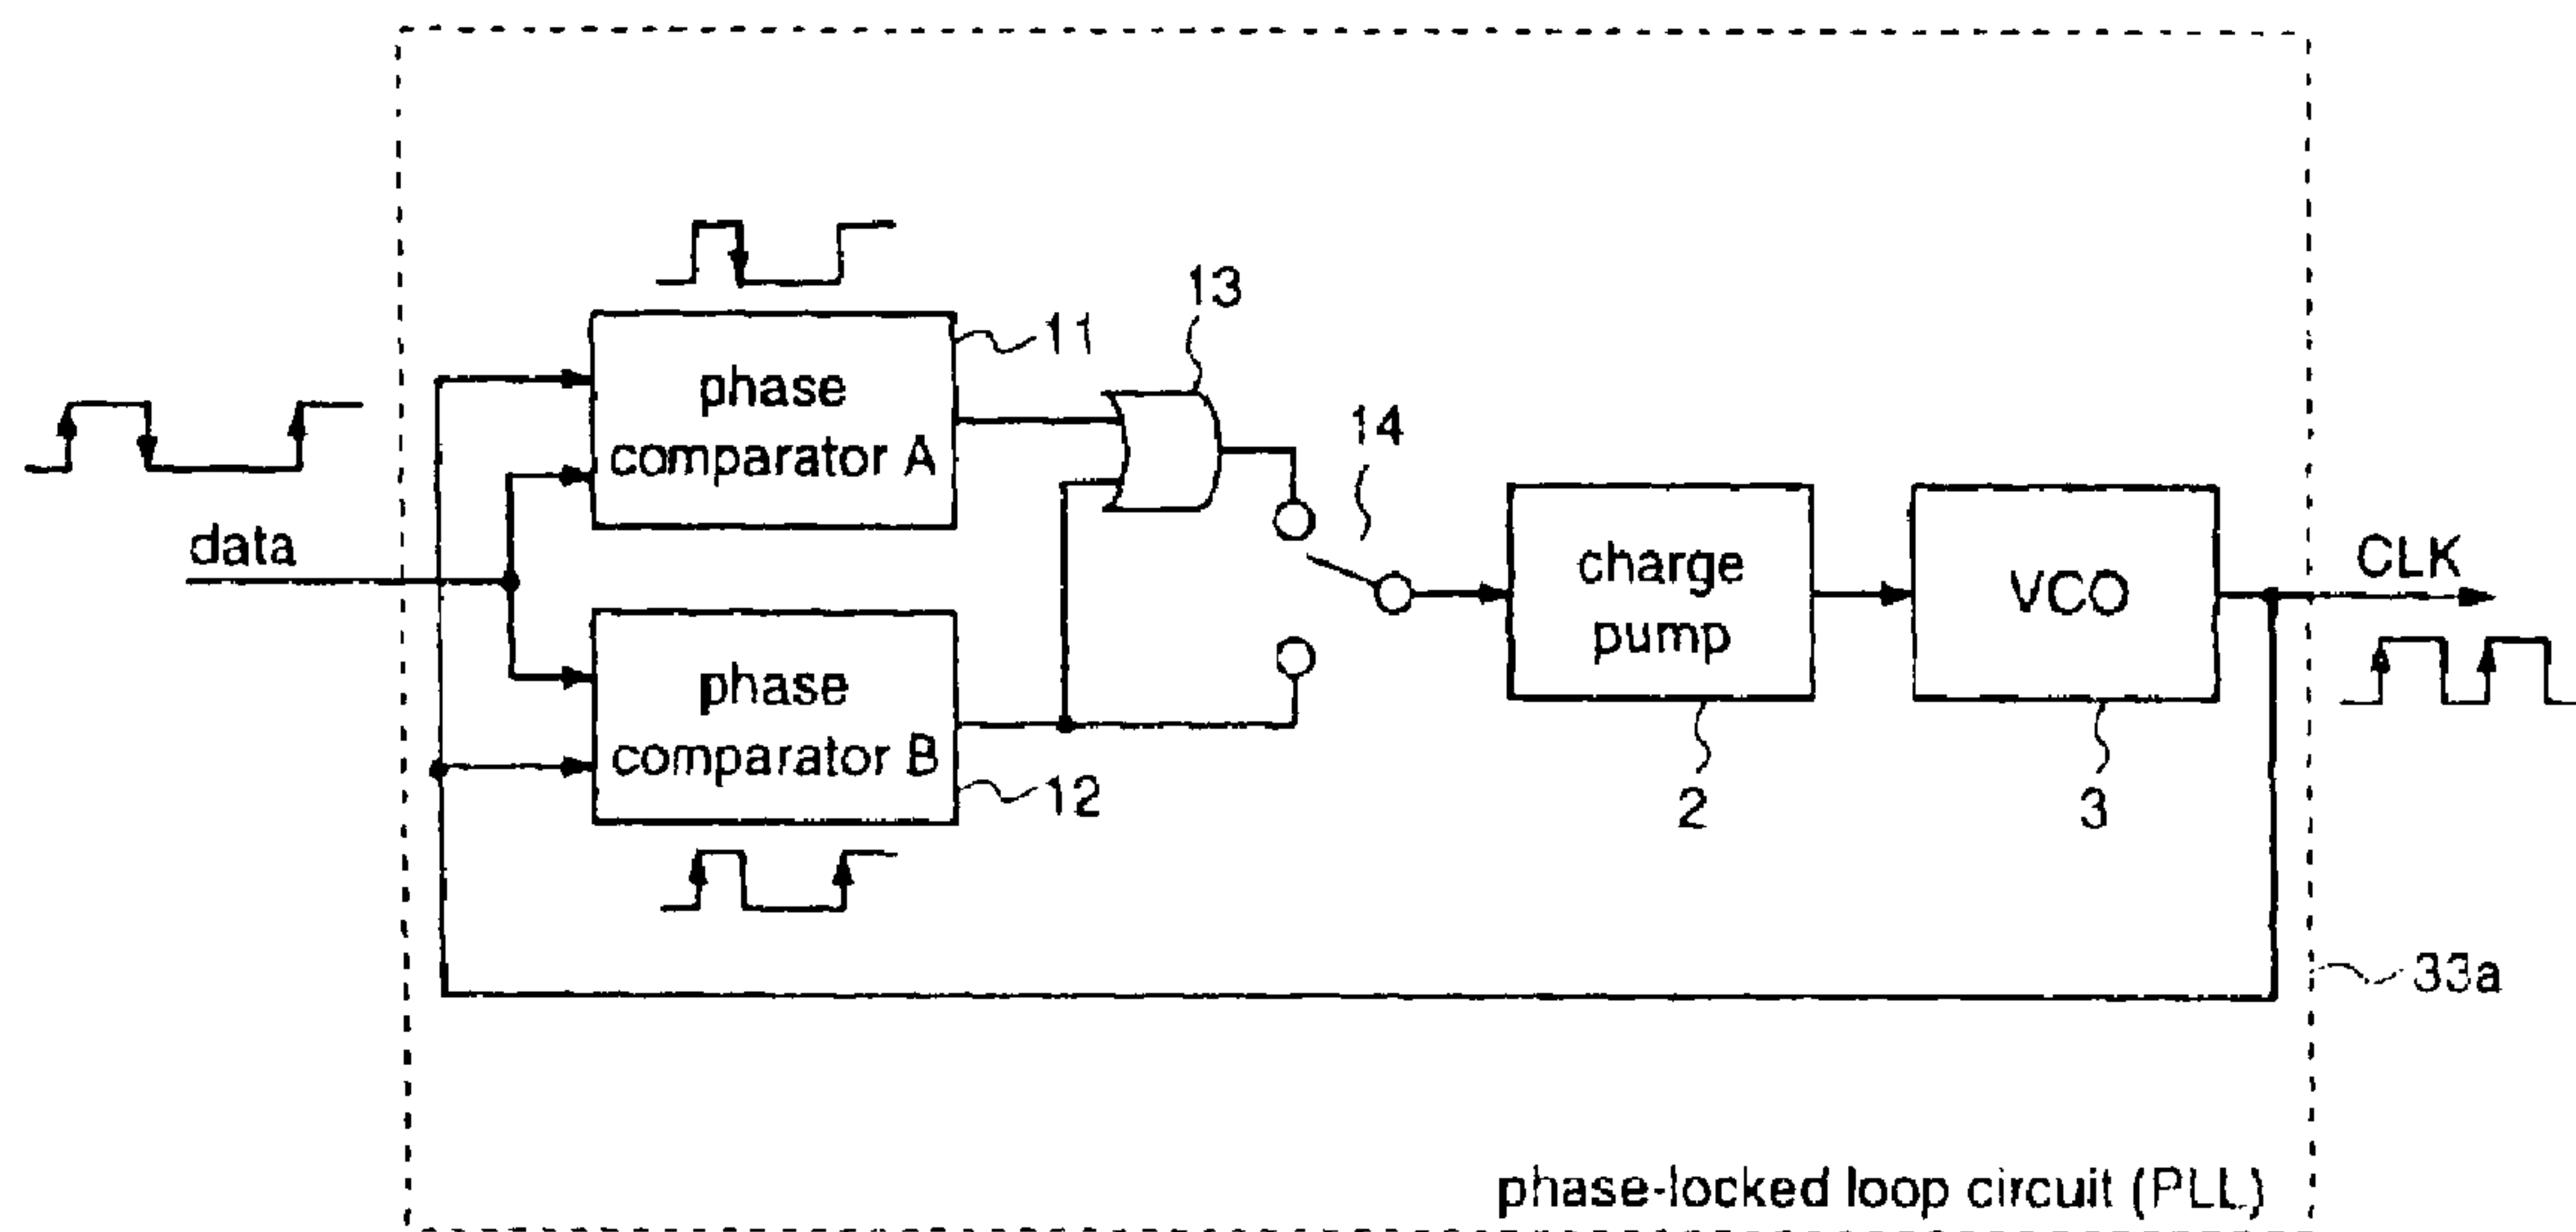 13
11
phase
comparator A
14
data
charge
pump
VCO
CLK
phase
comparator B
12
2
3
33a
phase-locked loop circuit (PLL)